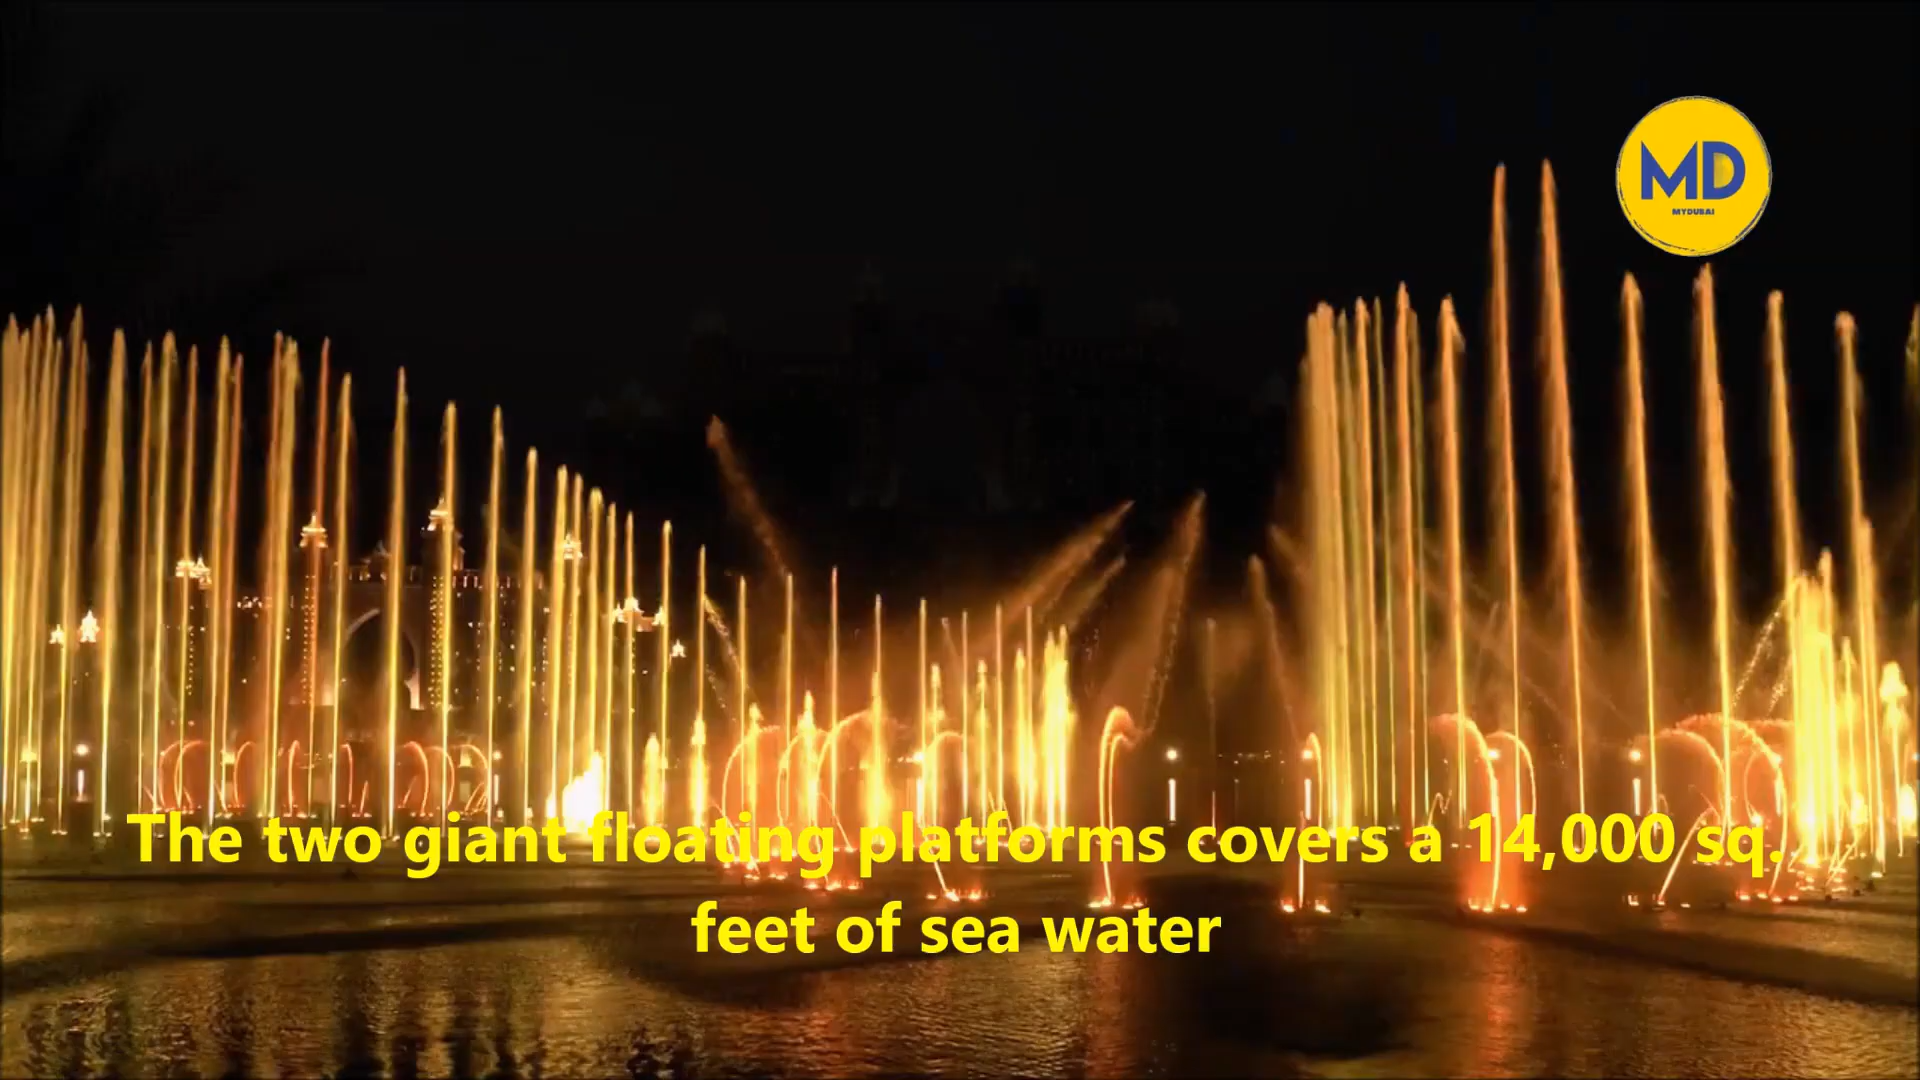 MD
MYDUBAI
The two giant floating platforms covers a 14,000 sq.
feet of sea water